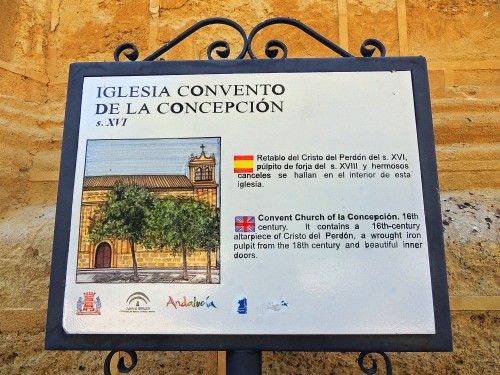 IGLESIA CONVENTO
DE LA CONCEPCIÓN
s. XVI
Retablo del Cristo del Perdón del s. XVI,
púlpito de forja del s. XVIII y hermosos
canceles se hallan en el interior de esta
iglesia.
Convent Church of la Concepción. 16th
century. It contains a 16th-century
altarpiece of Cristo del Perdón, a wrought iron
pulpit from the 18th century and beautiful inner
doors.
Andalucía